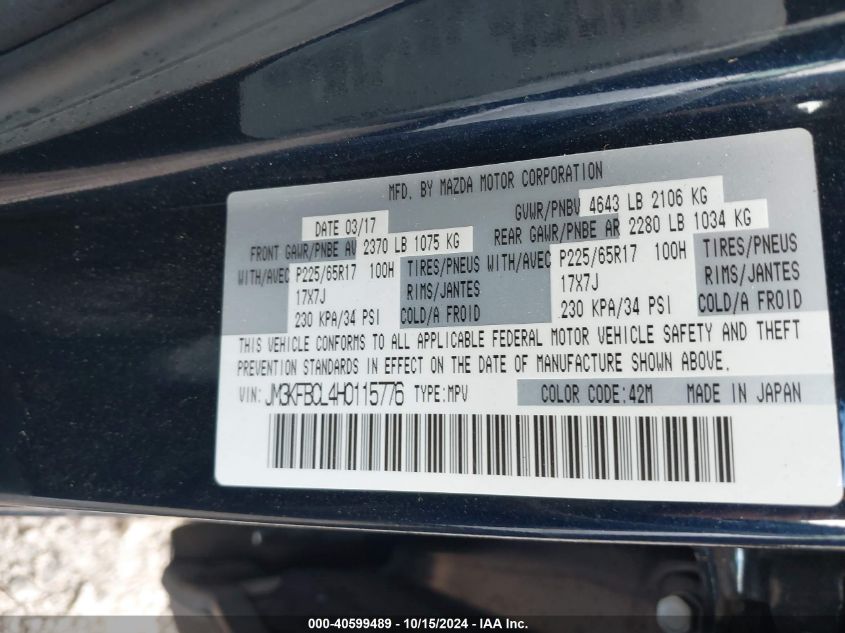 MFD. BY MAZDA MOTOR CORPORATION
DATE 03/17 GVWR/PNBV 4643 LB 2106 KG
FRONT GAWR/PNBE AV 2370 LB 1075 KG REAR GAWR/PNBE AR 2280 LB 1034 KG
WITH/AVEC P225/65R17 100H TIRES/PNEUS WITH/AVEC P225/65R17 100H TIRES/PNEUS
17X7J RIMS/JANTES 17X7J RIMS/JANTES
230 KPA/34 PSI COLD/A FROID 230 KPA/34 PSI COLD/A FROID
THIS VEHICLE CONFORMS TO ALL APPLICABLE FEDERAL MOTOR VEHICLE SAFETY AND THEFT
PREVENTION STANDARDS IN EFFECT ON THE DATE OF MANUFACTURE SHOWN ABOVE.
VIN: JM3KFBCL4H0115776 TYPE:MPV COLOR CODE:42M MADE IN JAPAN
000-40599489 - 10/15/2024 - IAA Inc.